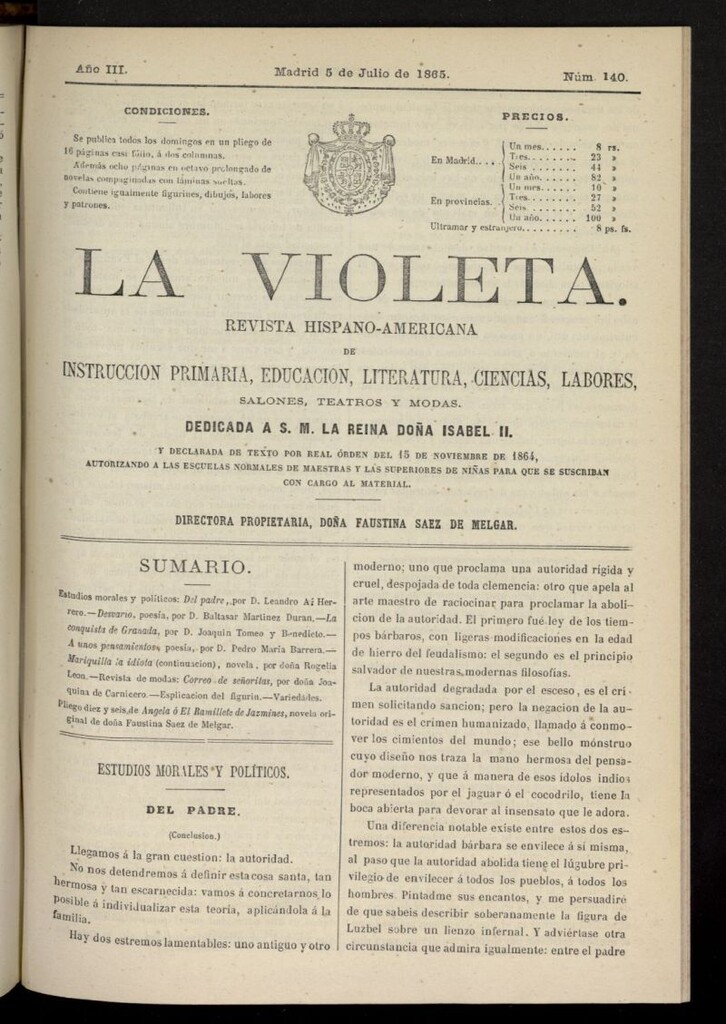 Año III.
Madrid 5 de Julio de 1865.
Núm. 140.
CONDICIONES.
Se publica todos los domingos en un pliego de
16 páginas casi fólio, á dos columnas.
Además ocho páginas en octavo prolongado de
novelas compaginadas con láminas sueltas.
Contiene igualmente figurines, dibujos, labores
y patrones.
PRECIOS.
En Madrid....
Un mes...... 8 rs.
Tres........ 23 »
Seis ....... 44 »
Un año...... 82 »
En provincias.
Un mes...... 10 »
Tres........ 27 »
Seis........ 52 »
Un año...... 100 »
Ultramar y estranjero......... 8 ps. fs.
LA VIOLETA.
REVISTA HISPANO-AMERICANA
DE
INSTRUCCION PRIMARIA, EDUCACION, LITERATURA, CIENCIAS, LABORES,
SALONES, TEATROS Y MODAS.
DEDICADA A S. M. LA REINA DOÑA ISABEL II.
Y DECLARADA DE TEXTO POR REAL ÓRDEN DEL 15 DE NOVIEMBRE DE 1864,
AUTORIZANDO A LAS ESCUELAS NORMALES DE MAESTRAS Y LAS SUPERIORES DE NIÑAS PARA QUE SE SUSCRIBAN
CON CARGO AL MATERIAL.
DIRECTORA PROPIETARIA, DOÑA FAUSTINA SAEZ DE MELGAR.
SUMARIO.
Estudios morales y políticos: Del padre, por D. Leandro A. Her-
rero.—Desvario, poesía, por D. Baltasar Martinez Duran.—La
conquista de Granada, por D. Joaquin Tomeo y Benedicto.—
A unos pensamientos, poesía, por D. Pedro María Barrera.—
Mariquilla la idiota (continuacion), novela, por doña Rogelia
Leon.—Revista de modas: Correo de señoritas, por doña Joa-
quina de Carnicero.—Esplicacion del figurin.—Variedades.
Pliego diez y seis de Angela ó El Ramillete de Jazmines, novela ori-
ginal de doña Faustina Saez de Melgar.
ESTUDIOS MORALES Y POLÍTICOS.
DEL PADRE.
(Conclusion.)
Llegamos á la gran cuestion: la autoridad.
No nos detendremos á definir esta cosa santa, tan
hermosa y tan escarnecida: vamos á concretarnos lo
posible á individualizar esta teoría, aplicándola á la
familia.
Hay dos estremos lamentables: uno antiguo y otro
moderno; uno que proclama una autoridad rígida y
cruel, despojada de toda clemencia: otro que apela al
arte maestro de raciocinar para proclamar la aboli-
cion de la autoridad. El primero fué ley de los tiem-
pos bárbaros, con ligeras modificaciones en la edad
de hierro del feudalismo: el segundo es el principio
salvador de nuestras modernas filosofías.
La autoridad degradada por el esceso, es el cri-
men solicitando sancion; pero la negacion de la au-
toridad es el crimen humanizado, llamado á conmo-
ver los cimientos del mundo; ese bello mónstruo
cuyo diseño nos traza la mano hermosa del pensa-
dor moderno, y que á manera de esos ídolos indios
representados por el jaguar ó el cocodrilo, tiene la
boca abierta para devorar al insensato que le adora.
Una diferencia notable existe entre estos dos es-
tremos: la autoridad bárbara se envilece á sí misma,
al paso que la autoridad abolida tiene el lúgubre pri-
vilegio de envilecer á todos los pueblos, á todos los
hombres. Pintadme sus encantos, y me persuadiré
de que sabeis describir soberanamente la figura de
Luzbel sobre un lienzo infernal. Y adviértase otra
circunstancia que admira igualmente: entre el padre